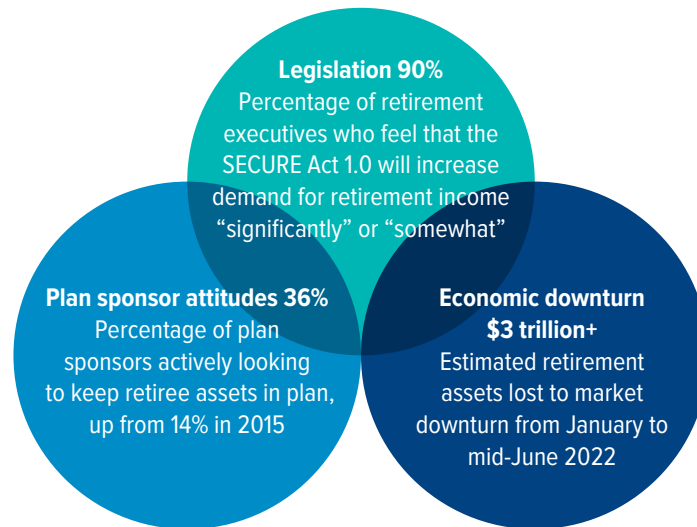 Legislation 90%
Percentage of retirement
executives who feel that the
SECURE Act 1.0 will increase
demand for retirement income
“significantly” or “somewhat”
Plan sponsor attitudes 36%
Percentage of plan
sponsors actively looking
to keep retiree assets in plan,
up from 14% in 2015
Economic downturn
$3 trillion+
Estimated retirement
assets lost to market
downturn from January to
mid-June 2022